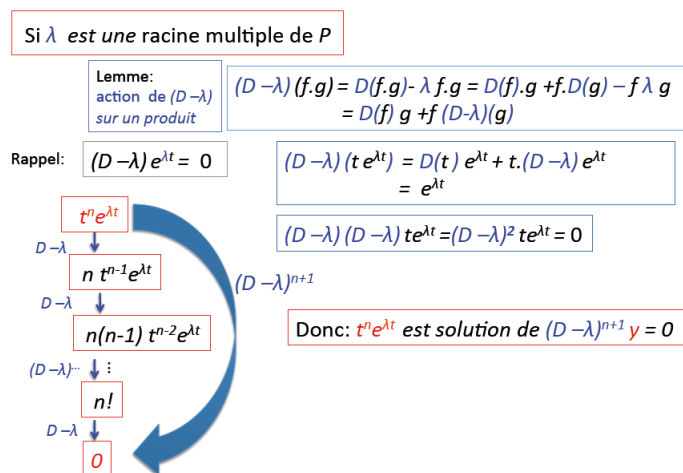 Si λ est une racine multiple de P
Lemme:
action de (D –λ)
sur un produit
(D –λ) (f.g) = D(f.g)- λ f.g = D(f).g +f.D(g) – f λ g
= D(f) g +f (D-λ)(g)
Rappel:
(D –λ) e^λt = 0
(D –λ) (t e^λt) = D(t ) e^λt + t.(D –λ) e^λt
= e^λt
(D –λ) (D –λ) te^λt =(D –λ)² te^λt = 0
t^n e^λt
D –λ
n t^n-1 e^λt
(D –λ)^n+1
D –λ
n(n-1) t^n-2 e^λt
Donc: t^n e^λt est solution de (D –λ)^n+1 y = 0
(D –λ)^... ⋮
n!
D –λ
0